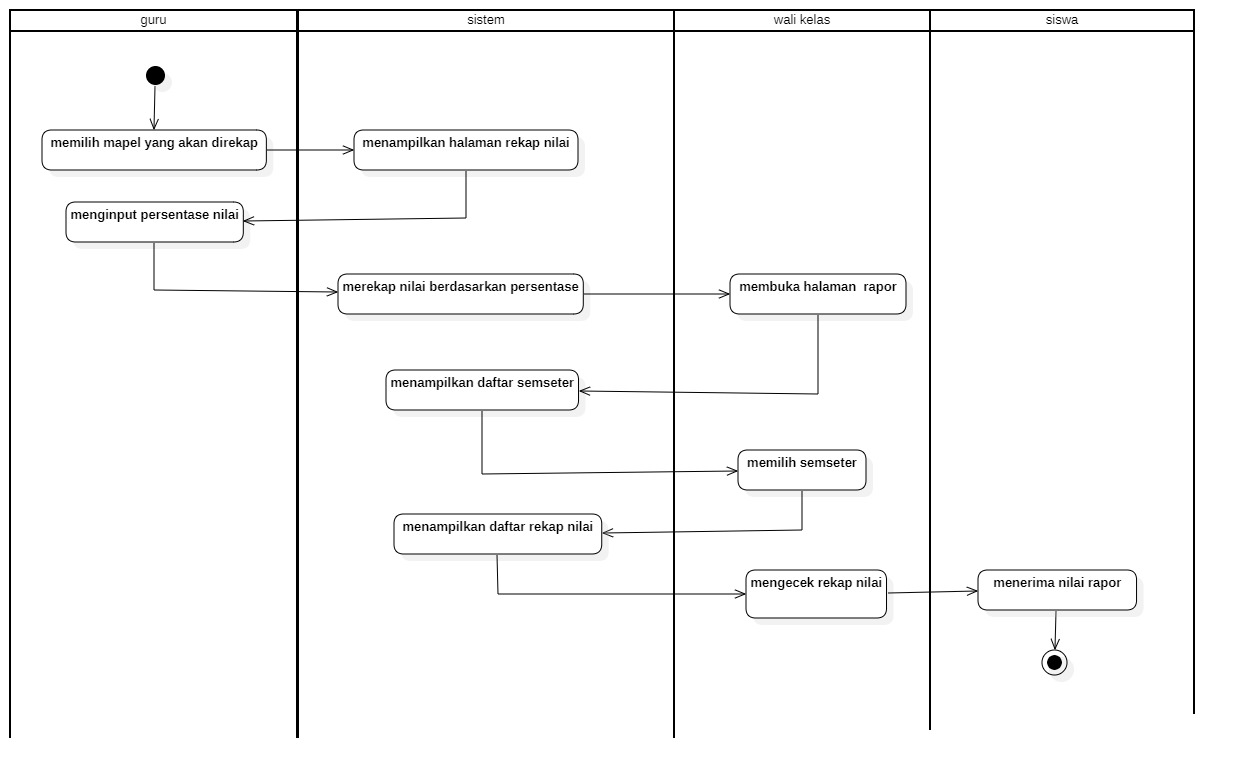 guru
sistem
wali kelas
siswa
memilih mapel yang akan direkap
menampilkan halaman rekap nilai
menginput persentase nilai
merekap nilai berdasarkan persentase
membuka halaman  rapor
menampilkan daftar semseter
memilih semseter
menampilkan daftar rekap nilai
mengecek rekap nilai
menerima nilai rapor